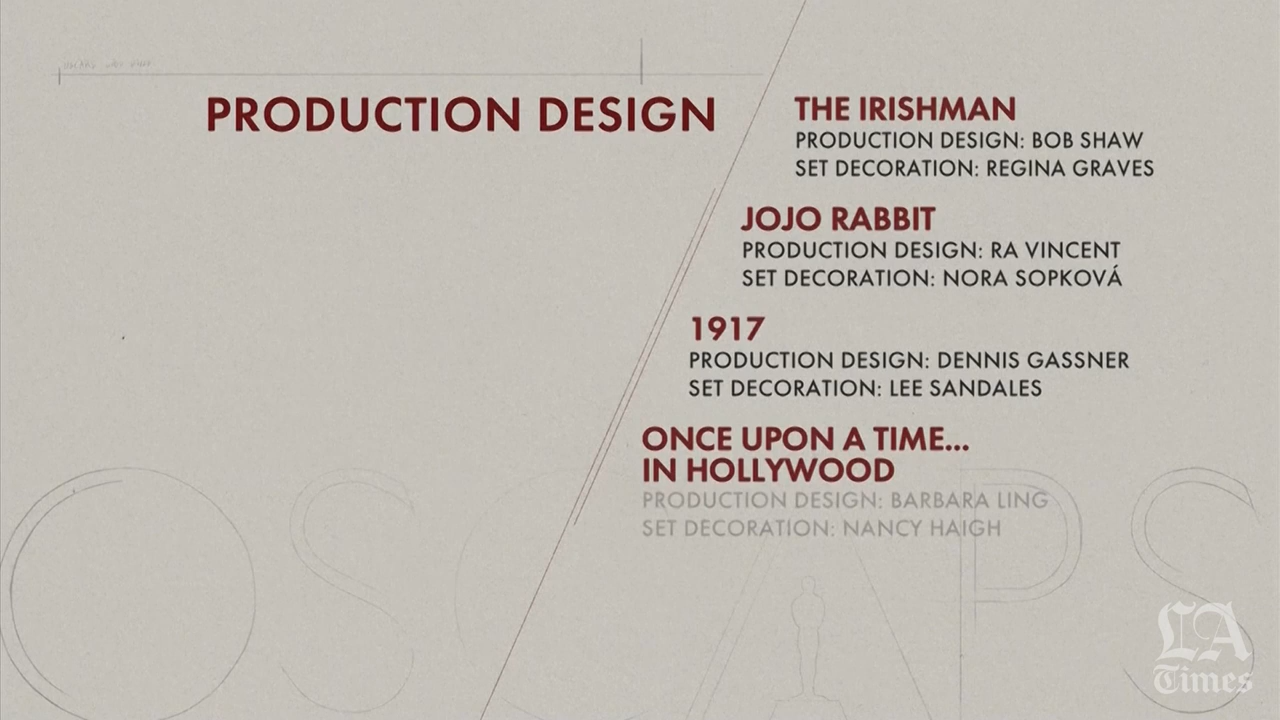 PRODUCTION DESIGN
THE IRISHMAN
PRODUCTION DESIGN: BOB SHAW
SET DECORATION: REGINA GRAVES
JOJO RABBIT
PRODUCTION DESIGN: RA VINCENT
SET DECORATION: NORA SOPKOVÁ
1917
PRODUCTION DESIGN: DENNIS GASSNER
SET DECORATION: LEE SANDALES
ONCE UPON A TIME...
IN HOLLYWOOD
PRODUCTION DESIGN: BARBARA LING
SET DECORATION: NANCY HAIGH
OSCARS
LA
Times